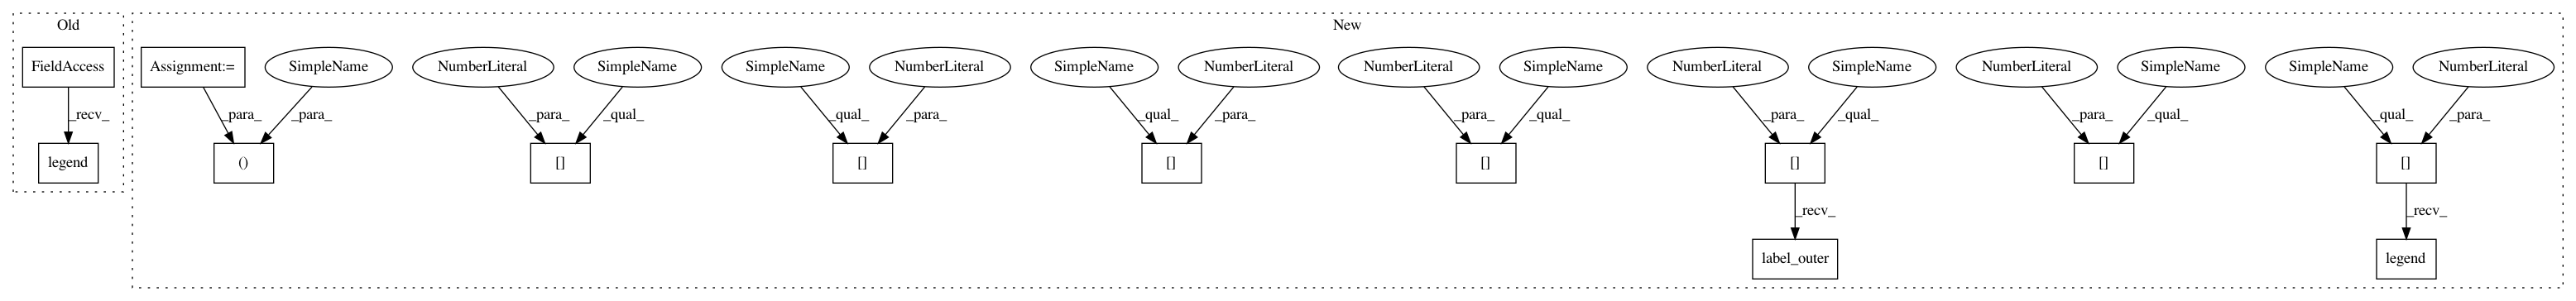 Old
New
FieldAccess
Assignment:=
SimpleName
NumberLiteral
SimpleName
SimpleName
NumberLiteral
SimpleName
NumberLiteral
NumberLiteral
SimpleName
NumberLiteral
SimpleName
NumberLiteral
SimpleName
SimpleName
NumberLiteral
_recv_
_para_
_para_
_para_
_qual_
_qual_
_para_
_qual_
_para_
_para_
_qual_
_para_
_qual_
_para_
_qual_
_qual_
_para_
legend
()
[]
[]
[]
[]
[]
[]
[]
_recv_
_recv_
label_outer
legend